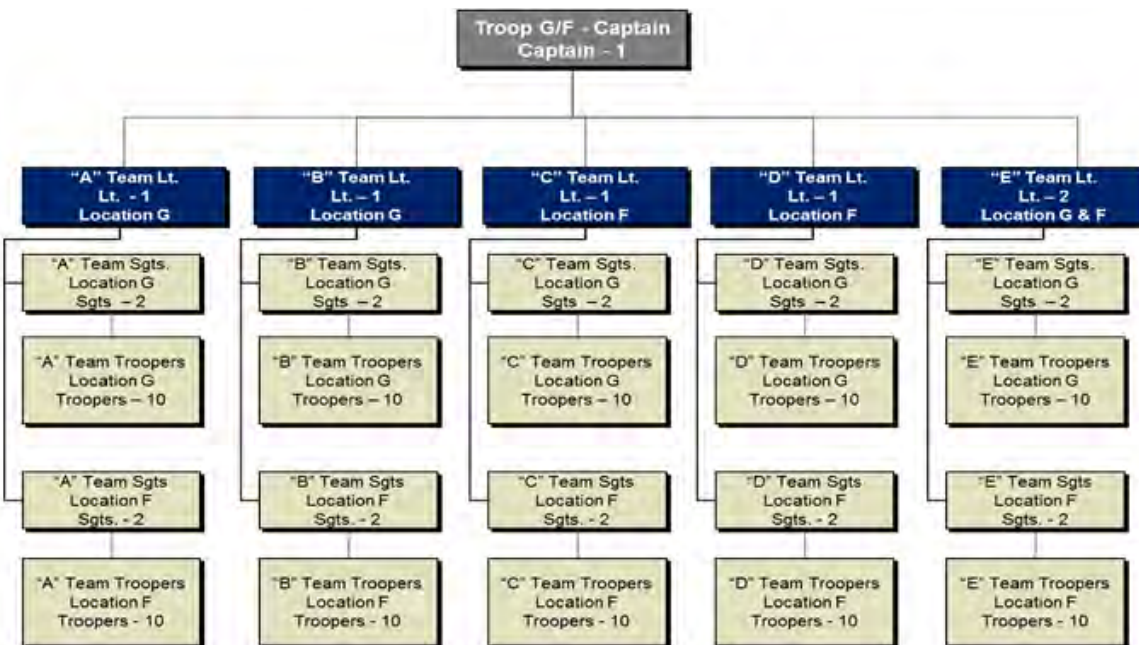 Troop G/F - Captain
Captain - 1
"A" Team Lt.
Lt. - 1
Location G
"B" Team Lt.
Lt. – 1
Location G
"C" Team Lt.
Lt. – 1
Location F
"D" Team Lt.
Lt. – 1
Location F
"E" Team Lt.
Lt. – 2
Location G & F
"A" Team Sgts.
Location G
Sgts – 2
"B" Team Sgts.
Location G
Sgts – 2
"C" Team Sgts.
Location G
Sgts – 2
"D" Team Sgts.
Location G
Sgts – 2
"E" Team Sgts.
Location G
Sgts – 2
"A" Team Troopers
Location G
Troopers – 10
"B" Team Troopers
Location G
Troopers – 10
"C" Team Troopers
Location G
Troopers – 10
"D" Team Troopers
Location G
Troopers – 10
"E" Team Troopers
Location G
Troopers – 10
"A" Team Sgts
Location F
Sgts. - 2
"B" Team Sgts
Location F
Sgts. - 2
"C" Team Sgts
Location F
Sgts. - 2
"D" Team Sgts
Location F
Sgts. - 2
"E" Team Sgts
Location F
Sgts. - 2
"A" Team Troopers
Location F
Troopers - 10
"B" Team Troopers
Location F
Troopers - 10
"C" Team Troopers
Location F
Troopers - 10
"D" Team Troopers
Location F
Troopers - 10
"E" Team Troopers
Location F
Troopers - 10